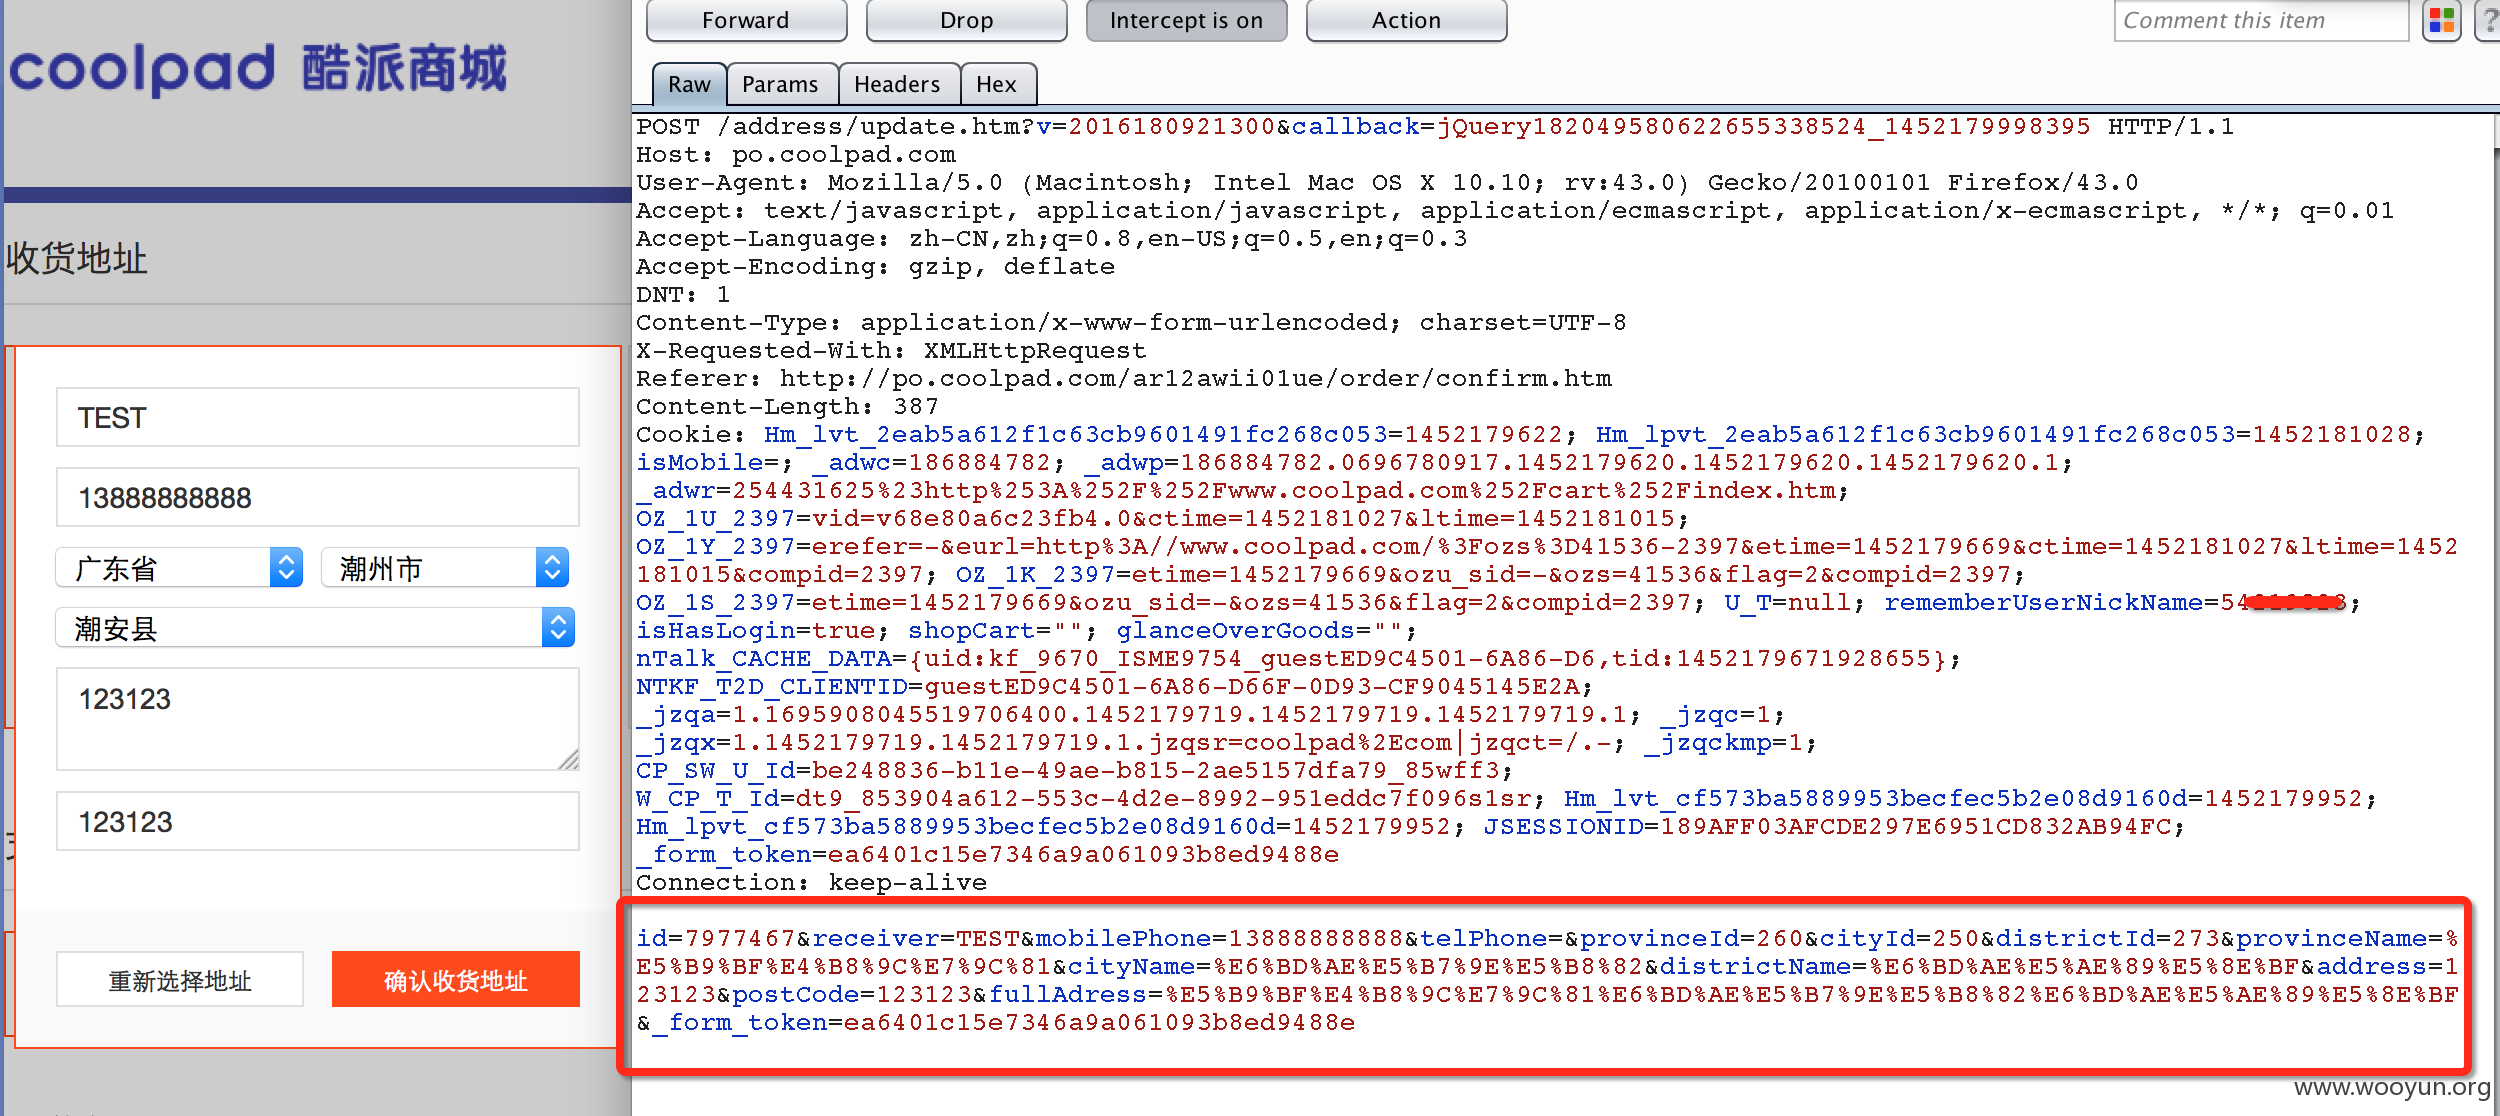 coolpad 酷派商城
收货地址
TEST
13888888888
广东省 潮州市
潮安县
123123
123123
重新选择地址 确认收货地址
Forward Drop Intercept is on Action Comment this item ?
Raw Params Headers Hex
POST /address/update.htm?v=2016180921300&callback=jQuery182049580622655338524_1452179998395 HTTP/1.1
Host: po.coolpad.com
User-Agent: Mozilla/5.0 (Macintosh; Intel Mac OS X 10.10; rv:43.0) Gecko/20100101 Firefox/43.0
Accept: text/javascript, application/javascript, application/ecmascript, application/x-ecmascript, */*; q=0.01
Accept-Language: zh-CN,zh;q=0.8,en-US;q=0.5,en;q=0.3
Accept-Encoding: gzip, deflate
DNT: 1
Content-Type: application/x-www-form-urlencoded; charset=UTF-8
X-Requested-With: XMLHttpRequest
Referer: http://po.coolpad.com/ar12awii01ue/order/confirm.htm
Content-Length: 387
Cookie: Hm_lvt_2eab5a612f1c63cb9601491fc268c053=1452179622; Hm_lpvt_2eab5a612f1c63cb9601491fc268c053=1452181028;
isMobile=; _adwc=186884782; _adwp=186884782.0696780917.1452179620.1452179620.1452179620.1;
_adwr=254431625%23http%253A%252F%252Fwww.coolpad.com%252Fcart%252Findex.htm;
OZ_1U_2397=vid=v68e80a6c23fb4.0&ctime=1452181027&ltime=1452181015;
OZ_1Y_2397=erefer=-&eurl=http%3A//www.coolpad.com/%3Fozs%3D41536-2397&etime=1452179669&ctime=1452181027&ltime=1452
181015&compid=2397; OZ_1K_2397=etime=1452179669&ozu_sid=-&ozs=41536&flag=2&compid=2397;
OZ_1S_2397=etime=1452179669&ozu_sid=-&ozs=41536&flag=2&compid=2397; U_T=null; rememberUserNickName=54
isHasLogin=true; shopCart=""; glanceOverGoods="";
nTalk_CACHE_DATA={uid:kf_9670_ISME9754_guestED9C4501-6A86-D6,tid:1452179671928655};
NTKF_T2D_CLIENTID=guestED9C4501-6A86-D66F-0D93-CF9045145E2A;
_jzqa=1.1695908045519706400.1452179719.1452179719.1452179719.1; _jzqc=1;
_jzqx=1.1452179719.1452179719.1.jzqsr=coolpad%2Ecom|jzqct=/.-; _jzqckmp=1;
CP_SW_U_Id=be248836-b11e-49ae-b815-2ae5157dfa79_85wff3;
W_CP_T_Id=dt9_853904a612-553c-4d2e-8992-951eddc7f096s1sr; Hm_lvt_cf573ba5889953becfec5b2e08d9160d=1452179952;
Hm_lpvt_cf573ba5889953becfec5b2e08d9160d=1452179952; JSESSIONID=189AFF03AFCDE297E6951CD832AB94FC;
_form_token=ea6401c15e7346a9a061093b8ed9488e
Connection: keep-alive
id=7977467&receiver=TEST&mobilePhone=13888888888&telPhone=&provinceId=260&cityId=250&districtId=273&provinceName=%
E5%B9%BF%E4%B8%9C%E7%9C%81&cityName=%E6%BD%AE%E5%B7%9E%E5%B8%82&districtName=%E6%BD%AE%E5%AE%89%E5%8E%BF&address=1
23123&postCode=123123&fullAdress=%E5%B9%BF%E4%B8%9C%E7%9C%81%E6%BD%AE%E5%B7%9E%E5%B8%82%E6%BD%AE%E5%AE%89%E5%8E%BF
&_form_token=ea6401c15e7346a9a061093b8ed9488e
www.wooyun.org